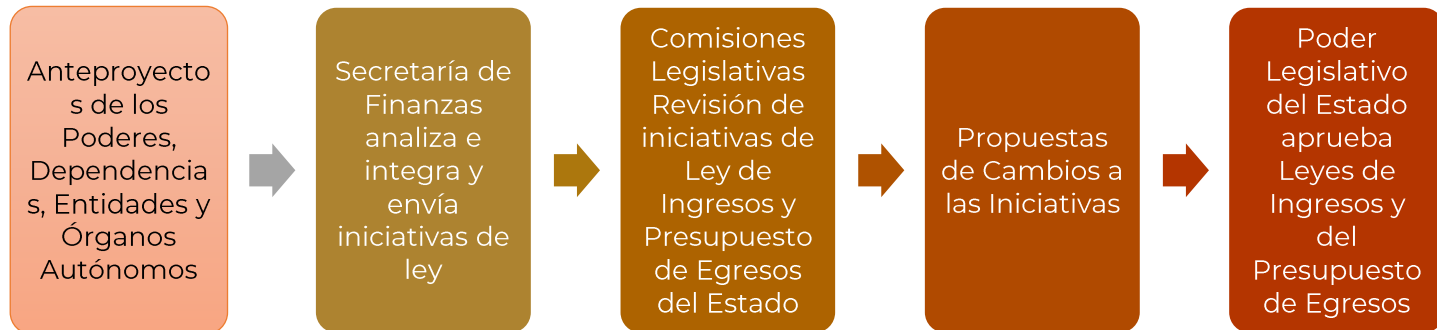 Anteproyecto
s de los
Poderes,
Dependencia
s, Entidades y
Órganos
Autónomos
Secretaría de
Finanzas
analiza e
integra y
envía
iniciativas de
ley
Comisiones
Legislativas
Revisión de
iniciativas de
Ley de
Ingresos y
Presupuesto
de Egresos
del Estado
Propuestas
de Cambios a
las Iniciativas
Poder
Legislativo
del Estado
aprueba
Leyes de
Ingresos y
del
Presupuesto
de Egresos